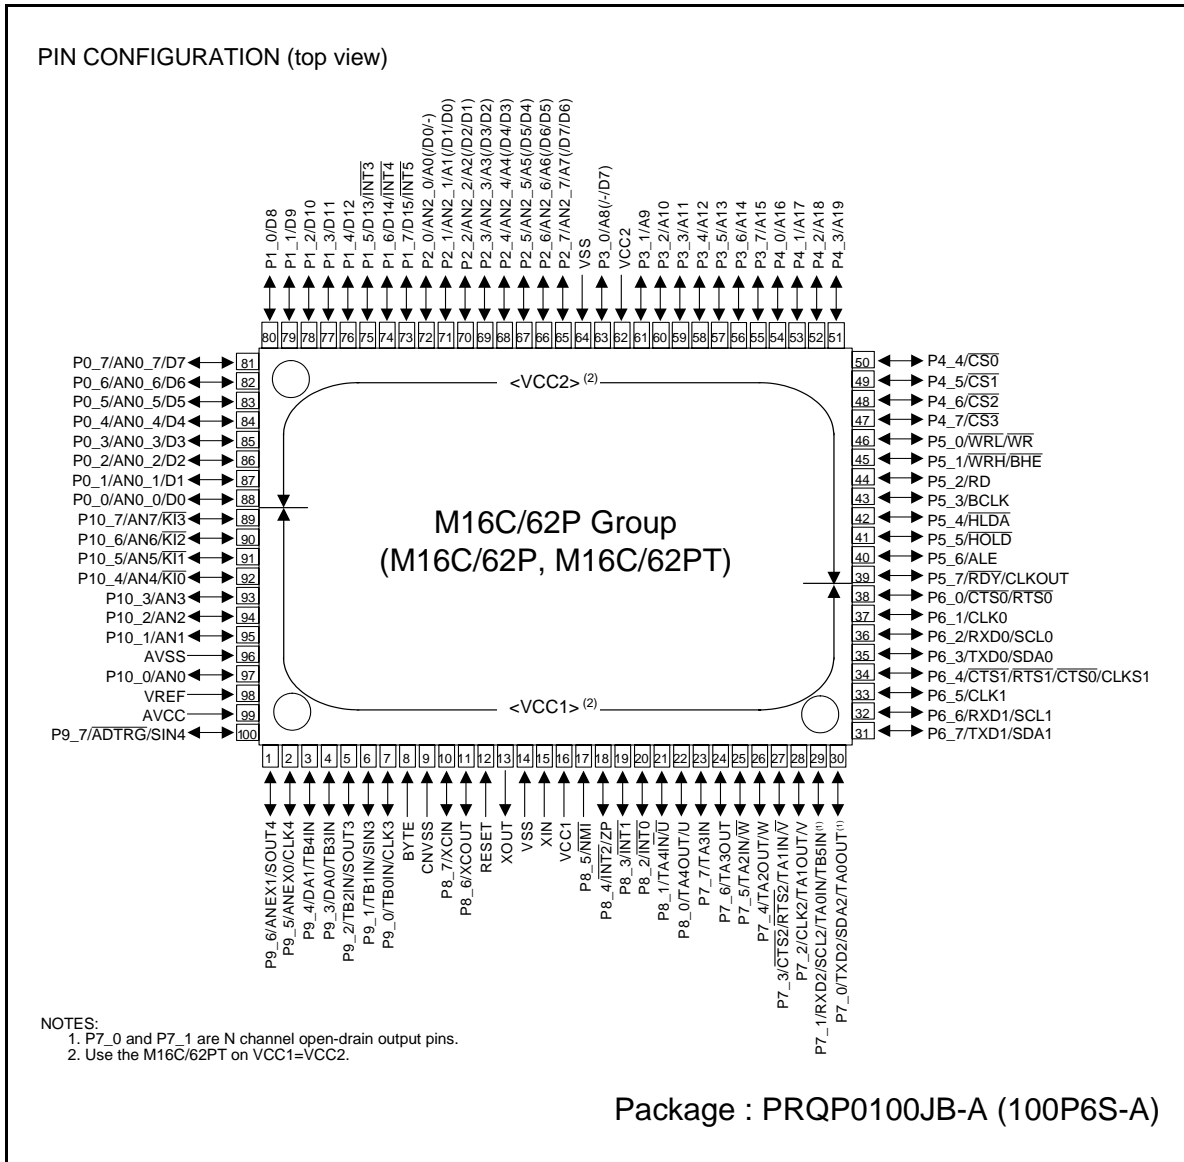 PIN CONFIGURATION (top view)
P1_0/D8
P1_1/D9
P1_2/D10
P1_3/D11
P1_4/D12
P1_5/D13/INT3
P1_6/D14/INT4
P1_7/D15/INT5
P2_0/AN2_0/A0(/D0/-)
P2_1/AN2_1/A1(/D1/D0)
P2_2/AN2_2/A2(/D2/D1)
P2_3/AN2_3/A3(/D3/D2)
P2_4/AN2_4/A4(/D4/D3)
P2_5/AN2_5/A5(/D5/D4)
P2_6/AN2_6/A6(/D6/D5)
P2_7/AN2_7/A7(/D7/D6)
VSS
P3_0/A8(/-/D7)
VCC2
P3_1/A9
P3_2/A10
P3_3/A11
P3_4/A12
P3_5/A13
P3_6/A14
P3_7/A15
P4_0/A16
P4_1/A17
P4_2/A18
P4_3/A19
80 79 78 77 76 75 74 73 72 71 70 69 68 67 66 65 64 63 62 61 60 59 58 57 56 55 54 53 52 51
P0_7/AN0_7/D7 81
P0_6/AN0_6/D6 82
P0_5/AN0_5/D5 83
P0_4/AN0_4/D4 84
P0_3/AN0_3/D3 85
P0_2/AN0_2/D2 86
P0_1/AN0_1/D1 87
P0_0/AN0_0/D0 88
P10_7/AN7/KI3 89
P10_6/AN6/KI2 90
P10_5/AN5/KI1 91
P10_4/AN4/KI0 92
P10_3/AN3 93
P10_2/AN2 94
P10_1/AN1 95
AVSS 96
P10_0/AN0 97
VREF 98
AVCC 99
P9_7/ADTRG/SIN4 100
<VCC2> (2)
M16C/62P Group
(M16C/62P, M16C/62PT)
<VCC1> (2)
50 P4_4/CS0
49 P4_5/CS1
48 P4_6/CS2
47 P4_7/CS3
46 P5_0/WRL/WR
45 P5_1/WRH/BHE
44 P5_2/RD
43 P5_3/BCLK
42 P5_4/HLDA
41 P5_5/HOLD
40 P5_6/ALE
39 P5_7/RDY/CLKOUT
38 P6_0/CTS0/RTS0
37 P6_1/CLK0
36 P6_2/RXD0/SCL0
35 P6_3/TXD0/SDA0
34 P6_4/CTS1/RTS1/CTS0/CLKS1
33 P6_5/CLK1
32 P6_6/RXD1/SCL1
31 P6_7/TXD1/SDA1
1 2 3 4 5 6 7 8 9 10 11 12 13 14 15 16 17 18 19 20 21 22 23 24 25 26 27 28 29 30
P9_6/ANEX1/SOUT4
P9_5/ANEX0/CLK4
P9_4/DA1/TB4IN
P9_3/DA0/TB3IN
P9_2/TB2IN/SOUT3
P9_1/TB1IN/SIN3
P9_0/TB0IN/CLK3
BYTE
CNVSS
P8_7/XCIN
P8_6/XCOUT
RESET
XOUT
VSS
XIN
VCC1
P8_5/NMI
P8_4/INT2/ZP
P8_3/INT1
P8_2/INT0
P8_1/TA4IN/U
P8_0/TA4OUT/U
P7_7/TA3IN
P7_6/TA3OUT
P7_5/TA2IN/W
P7_4/TA2OUT/W
P7_3/CTS2/RTS2/TA1IN/V
P7_2/CLK2/TA1OUT/V
P7_1/RXD2/SCL2/TA0IN/TB5IN(1)
P7_0/TXD2/SDA2/TA0OUT(1)
NOTES:
1. P7_0 and P7_1 are N channel open-drain output pins.
2. Use the M16C/62PT on VCC1=VCC2.
Package : PRQP0100JB-A (100P6S-A)